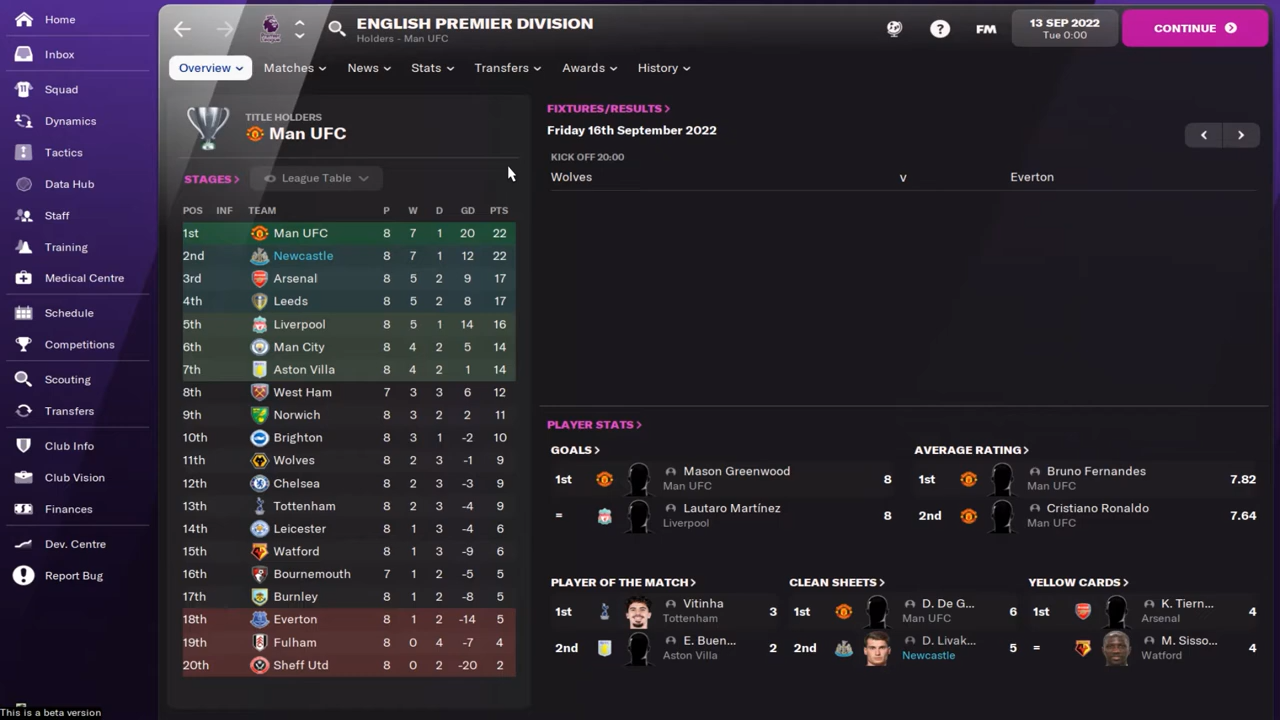 Home
Inbox
Squad
Dynamics
Tactics
Data Hub
Staff
Training
Medical Centre
Schedule
Competitions
Scouting
Transfers
Club Info
Club Vision
Finances
Dev. Centre
Report Bug
This is a beta version
ENGLISH PREMIER DIVISION
Holders - Man UFC
FM
13 SEP 2022
Tue 0:00
CONTINUE
Overview Matches News Stats Transfers Awards History
TITLE HOLDERS
Man UFC
STAGES > League Table
POS INF TEAM P W D GD PTS
1st Man UFC 8 7 1 20 22
2nd Newcastle 8 7 1 12 22
3rd Arsenal 8 5 2 9 17
4th Leeds 8 5 2 8 17
5th Liverpool 8 5 1 14 16
6th Man City 8 4 2 5 14
7th Aston Villa 8 4 2 1 14
8th West Ham 7 3 3 6 12
9th Norwich 8 3 2 2 11
10th Brighton 8 3 1 -2 10
11th Wolves 8 2 3 -1 9
12th Chelsea 8 2 3 -3 9
13th Tottenham 8 2 3 -4 9
14th Leicester 8 1 3 -4 6
15th Watford 8 1 3 -9 6
16th Bournemouth 7 1 2 -5 5
17th Burnley 8 1 2 -8 5
18th Everton 8 1 2 -14 5
19th Fulham 8 0 4 -7 4
20th Sheff Utd 8 0 2 -20 2
FIXTURES/RESULTS >
Friday 16th September 2022
KICK OFF 20:00
Wolves v Everton
PLAYER STATS >
GOALS >
1st Mason Greenwood 8
Man UFC
= Lautaro Martínez 8
Liverpool
AVERAGE RATING >
1st Bruno Fernandes 7.82
Man UFC
2nd Cristiano Ronaldo 7.64
Man UFC
PLAYER OF THE MATCH >
1st Vitinha 3
Tottenham
2nd E. Buen... 2
Aston Villa
CLEAN SHEETS >
1st D. De G... 6
Man UFC
2nd D. Livak... 5
Newcastle
YELLOW CARDS >
1st K. Tiern... 4
Arsenal
= M. Sisso... 4
Watford